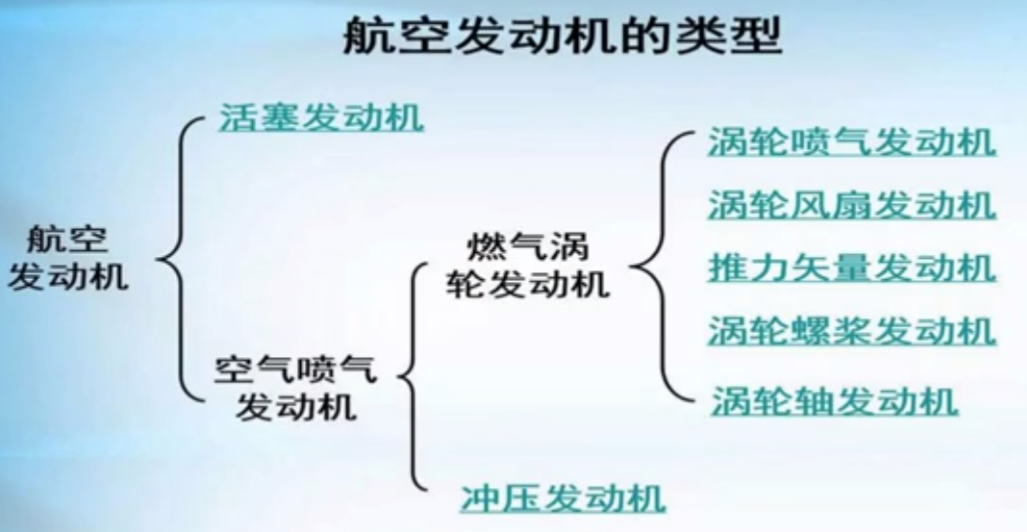 航空发动机的类型
活塞发动机
航空
发动机
空气喷气
发动机
燃气涡
轮发动机
涡轮喷气发动机
涡轮风扇发动机
推力矢量发动机
涡轮螺桨发动机
涡轮轴发动机
冲压发动机